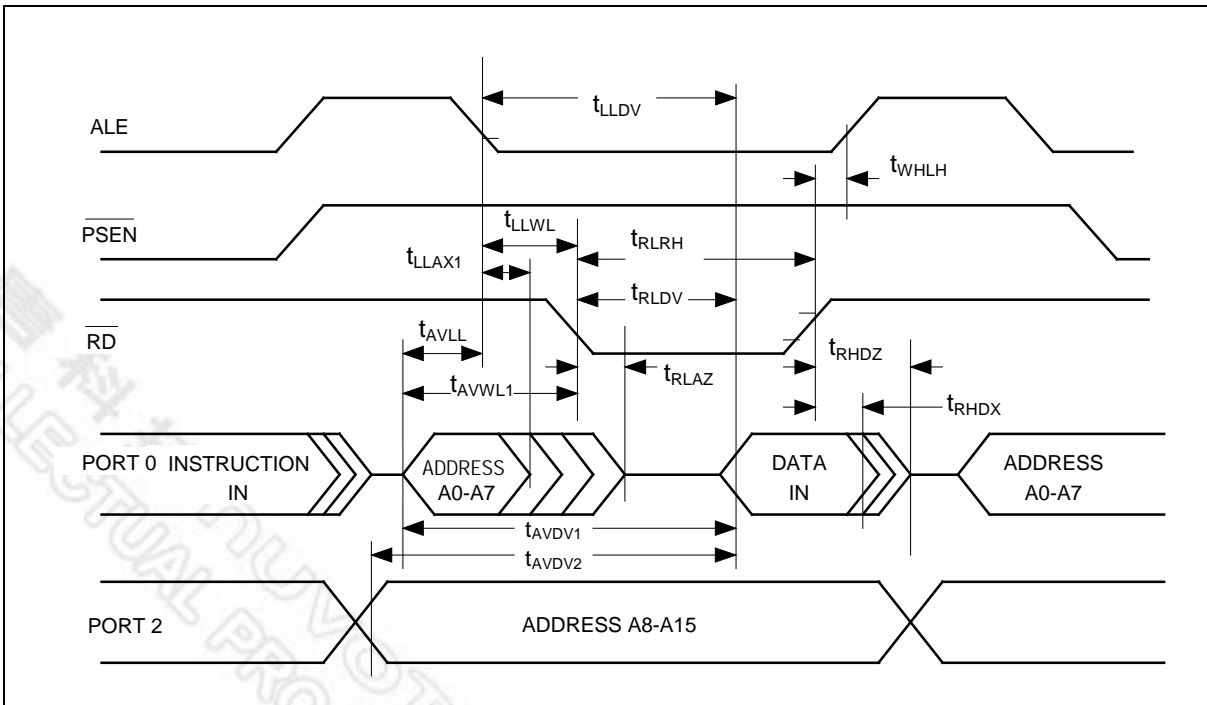 ALE
tLLDV
tWHLH
PSEN
tLLWL
tLLAX1
tRLRH
tRLDV
RD
tAVLL
tAVWL1
tRLAZ
tRHDZ
tRHDX
PORT 0
INSTRUCTION
IN
ADDRESS
A0-A7
DATA
IN
ADDRESS
A0-A7
tAVDV1
tAVDV2
PORT 2
ADDRESS A8-A15